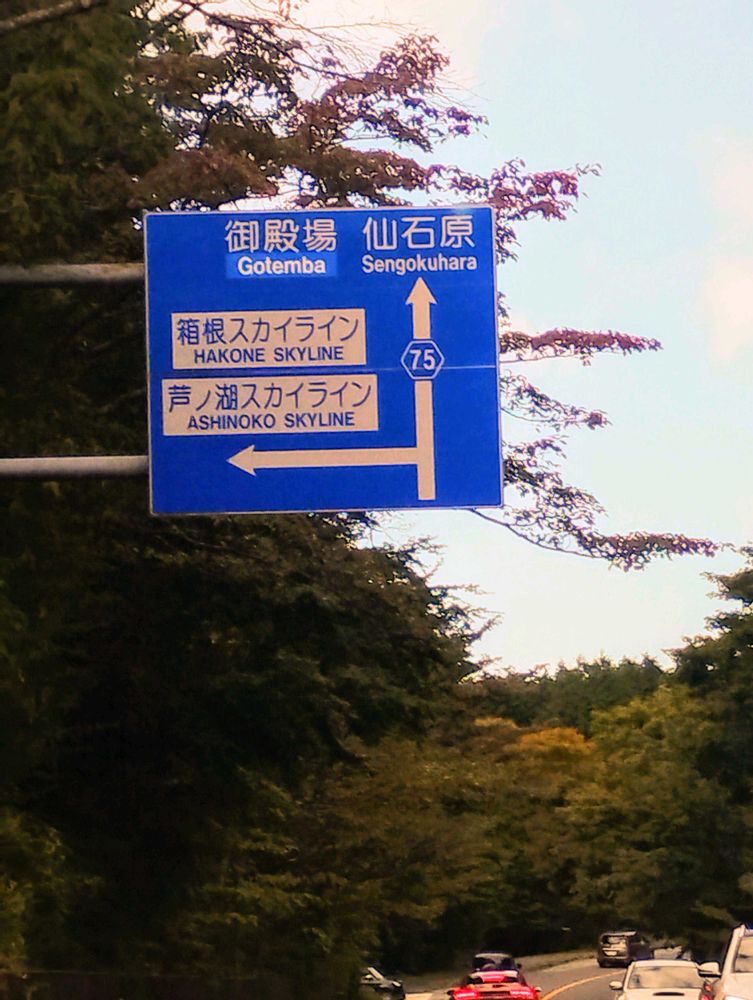 御殿場 仙石原
Gotemba Sengokuhara
箱根スカイライン
HAKONE SKYLINE
75
芦ノ湖スカイライン
ASHINOKO SKYLINE